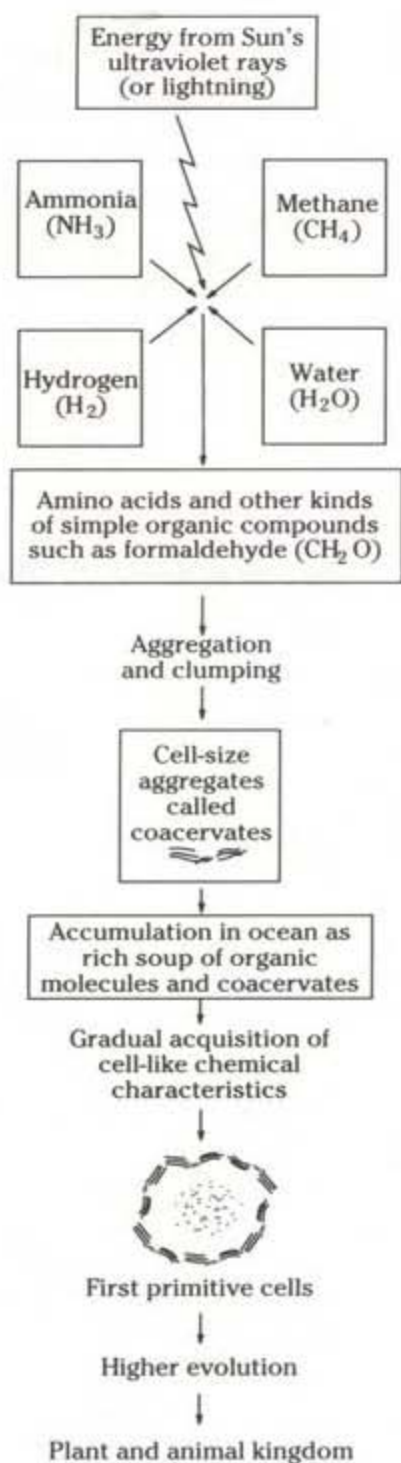 Energy from Sun's
ultraviolet rays
(or lightning)
Ammonia
(NH₃)
Methane
(CH₄)
Hydrogen
(H₂)
Water
(H₂O)
Amino acids and other kinds
of simple organic compounds
such as formaldehyde (CH₂ O)
Aggregation
and clumping
Cell-size
aggregates
called
coacervates
Accumulation in ocean as
rich soup of organic
molecules and coacervates
Gradual acquisition of
cell-like chemical
characteristics
First primitive cells
Higher evolution
Plant and animal kingdom